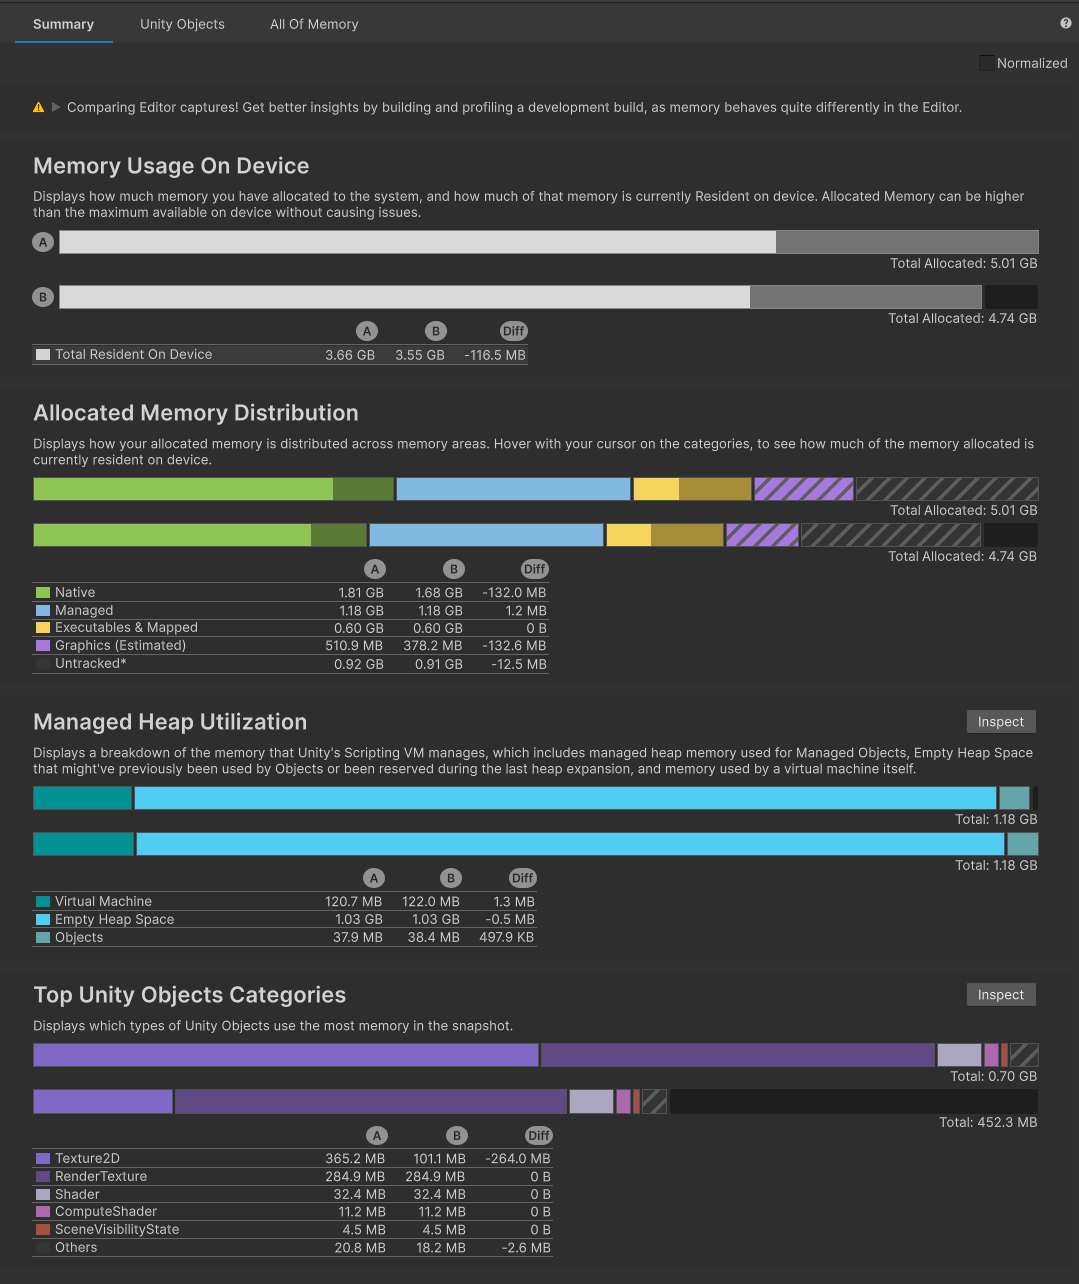 Summary Unity Objects All Of Memory ?
Normalized
Comparing Editor captures! Get better insights by building and profiling a development build, as memory behaves quite differently in the Editor.
Memory Usage On Device
Displays how much memory you have allocated to the system, and how much of that memory is currently Resident on device. Allocated Memory can be higher
than the maximum available on device without causing issues.
A
Total Allocated: 5.01 GB
B
Total Allocated: 4.74 GB
A B Diff
Total Resident On Device 3.66 GB 3.55 GB -116.5 MB
Allocated Memory Distribution
Displays how your allocated memory is distributed across memory areas. Hover with your cursor on the categories, to see how much of the memory allocated is
currently resident on device.
Total Allocated: 5.01 GB
Total Allocated: 4.74 GB
A B Diff
Native 1.81 GB 1.68 GB -132.0 MB
Managed 1.18 GB 1.18 GB 1.2 MB
Executables & Mapped 0.60 GB 0.60 GB 0 B
Graphics (Estimated) 510.9 MB 378.2 MB -132.6 MB
Untracked* 0.92 GB 0.91 GB -12.5 MB
Managed Heap Utilization Inspect
Displays a breakdown of the memory that Unity's Scripting VM manages, which includes managed heap memory used for Managed Objects, Empty Heap Space
that might've previously been used by Objects or been reserved during the last heap expansion, and memory used by a virtual machine itself.
Total: 1.18 GB
Total: 1.18 GB
A B Diff
Virtual Machine 120.7 MB 122.0 MB 1.3 MB
Empty Heap Space 1.03 GB 1.03 GB -0.5 MB
Objects 37.9 MB 38.4 MB 497.9 KB
Top Unity Objects Categories Inspect
Displays which types of Unity Objects use the most memory in the snapshot.
Total: 0.70 GB
Total: 452.3 MB
A B Diff
Texture2D 365.2 MB 101.1 MB -264.0 MB
RenderTexture 284.9 MB 284.9 MB 0 B
Shader 32.4 MB 32.4 MB 0 B
ComputeShader 11.2 MB 11.2 MB 0 B
SceneVisibilityState 4.5 MB 4.5 MB 0 B
Others 20.8 MB 18.2 MB -2.6 MB